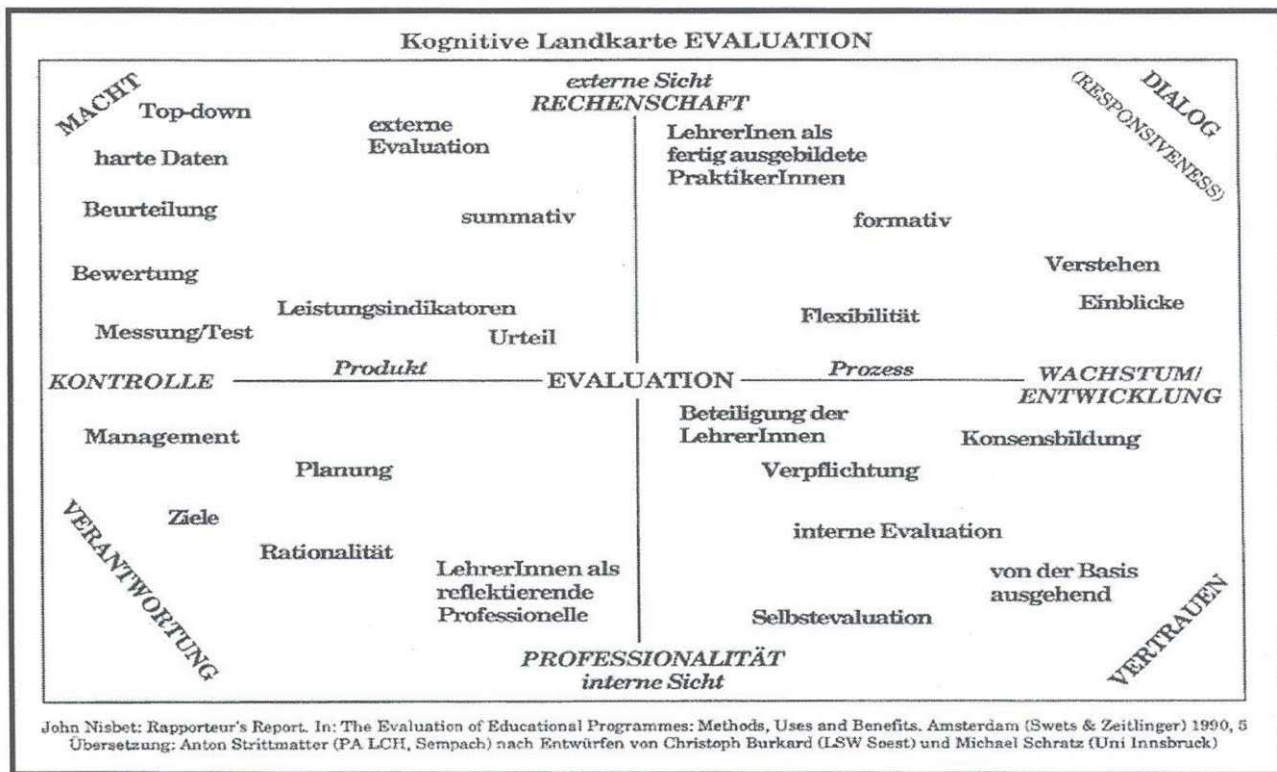 Kognitive Landkarte EVALUATION
MACHT
externe Sicht
RECHENSCHAFT
DIALOG
(RESPONSIVENESS)
Top-down
externe
Evaluation
harte Daten
LehrerInen als
fertig ausgebildete
PraktikerInnen
Beurteilung
summativ
formativ
Bewertung
Verstehen
Leistungsindikatoren
Flexibilität
Einblicke
Messung/Test
Urteil
KONTROLLE
Produkt
EVALUATION
Prozess
WACHSTUM/
ENTWICKLUNG
Management
Beteiligung der
LehrerInnen
Konsensbildung
Planung
Verpflichtung
Ziele
interne Evaluation
Rationalität
VERANTWORTUNG
LehrerInnen als
reflektierende
Professionelle
von der Basis
ausgehend
Selbstevaluation
VERTRAUEN
PROFESSIONALITÄT
interne Sicht
John Nisbet: Rapporteur's Report. In: The Evaluation of Educational Programmes: Methods, Uses and Benefits. Amsterdam (Swets & Zeitlinger) 1990, 5
Übersetzung: Anton Strittmatter (PA LCH, Sempach) nach Entwürfen von Christoph Burkard (LSW Soest) und Michael Schratz (Uni Innsbruck)